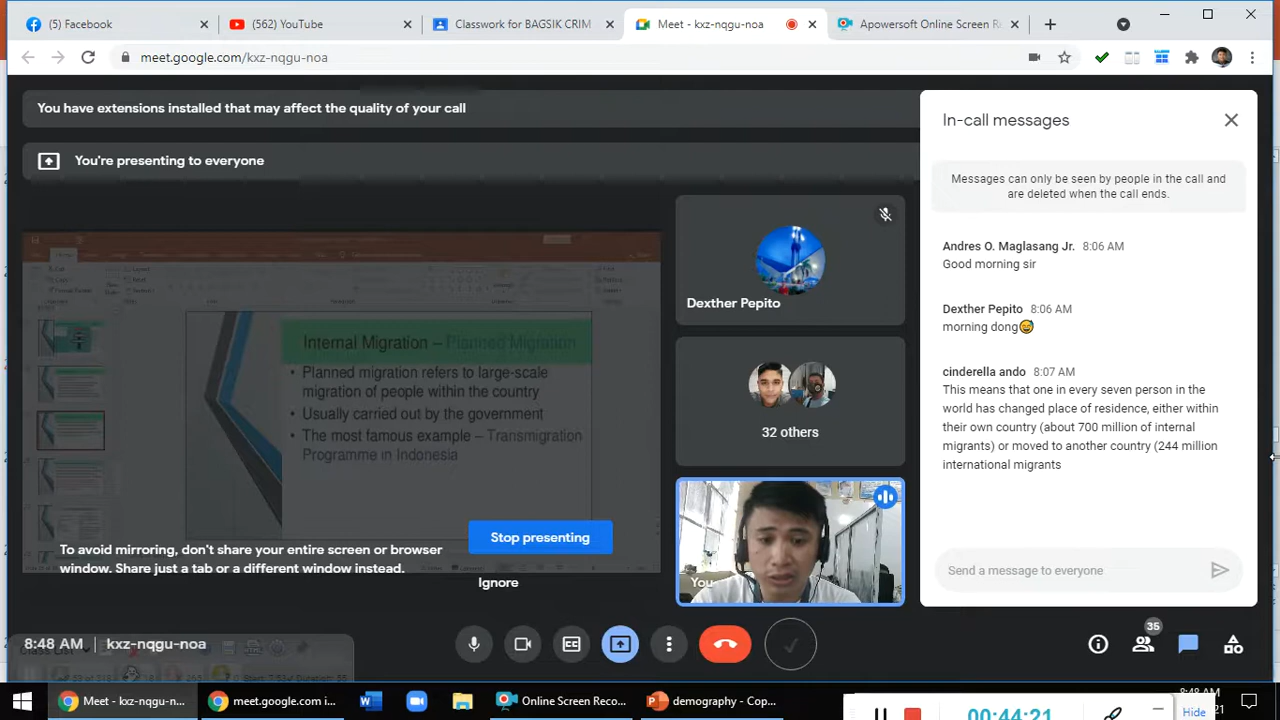 (5) Facebook
(562) YouTube
Classwork for BAGSIK CRIM
Meet - kxz-nqgu-noa
Apowersoft Online Screen Re
meet.google.com/kxz-nqgu-noa
You have extensions installed that may affect the quality of your call
You're presenting to everyone
Internal Migration – Planned Migration
Planned migration refers to large-scale
migration of people within the country
Usually carried out by the government
The most famous example – Transmigration
Programme in Indonesia
To avoid mirroring, don't share your entire screen or browser
window. Share just a tab or a different window instead.
Stop presenting
Ignore
Dexther Pepito
32 others
You
In-call messages
Messages can only be seen by people in the call and
are deleted when the call ends.
Andres O. Maglasang Jr. 8:06 AM
Good morning sir
Dexther Pepito 8:06 AM
morning dong😅
cinderella ando 8:07 AM
This means that one in every seven person in the
world has changed place of residence, either within
their own country (about 700 million of internal
migrants) or moved to another country (244 million
international migrants
Send a message to everyone
8:48 AM | kxz-nqgu-noa
35
Meet - kxz-nqgu-n...
meet.google.com i...
Online Screen Reco...
demography - Cop...
00:44:21
Hide
8:48 AM